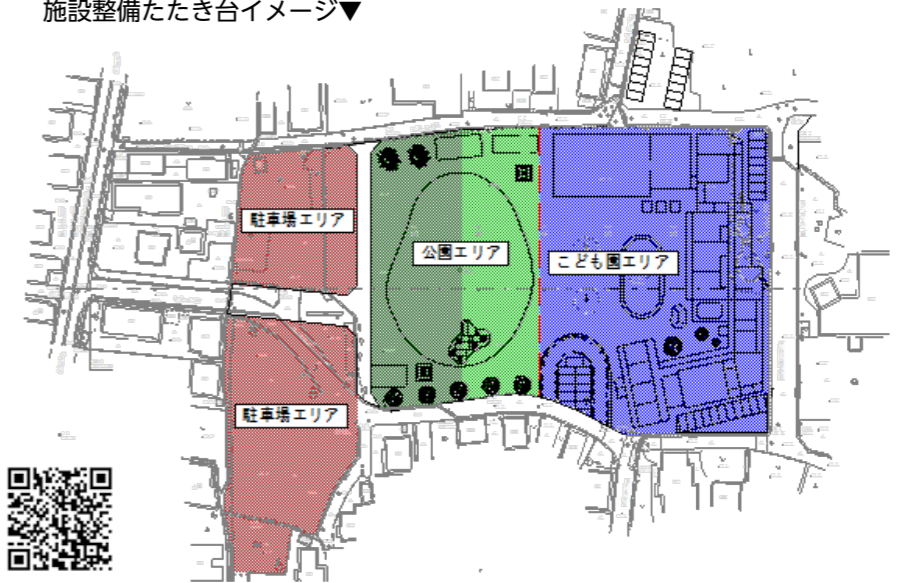 施設整備たたき台イメージ▼
駐車場エリア
公園エリア
こども園エリア
駐車場エリア